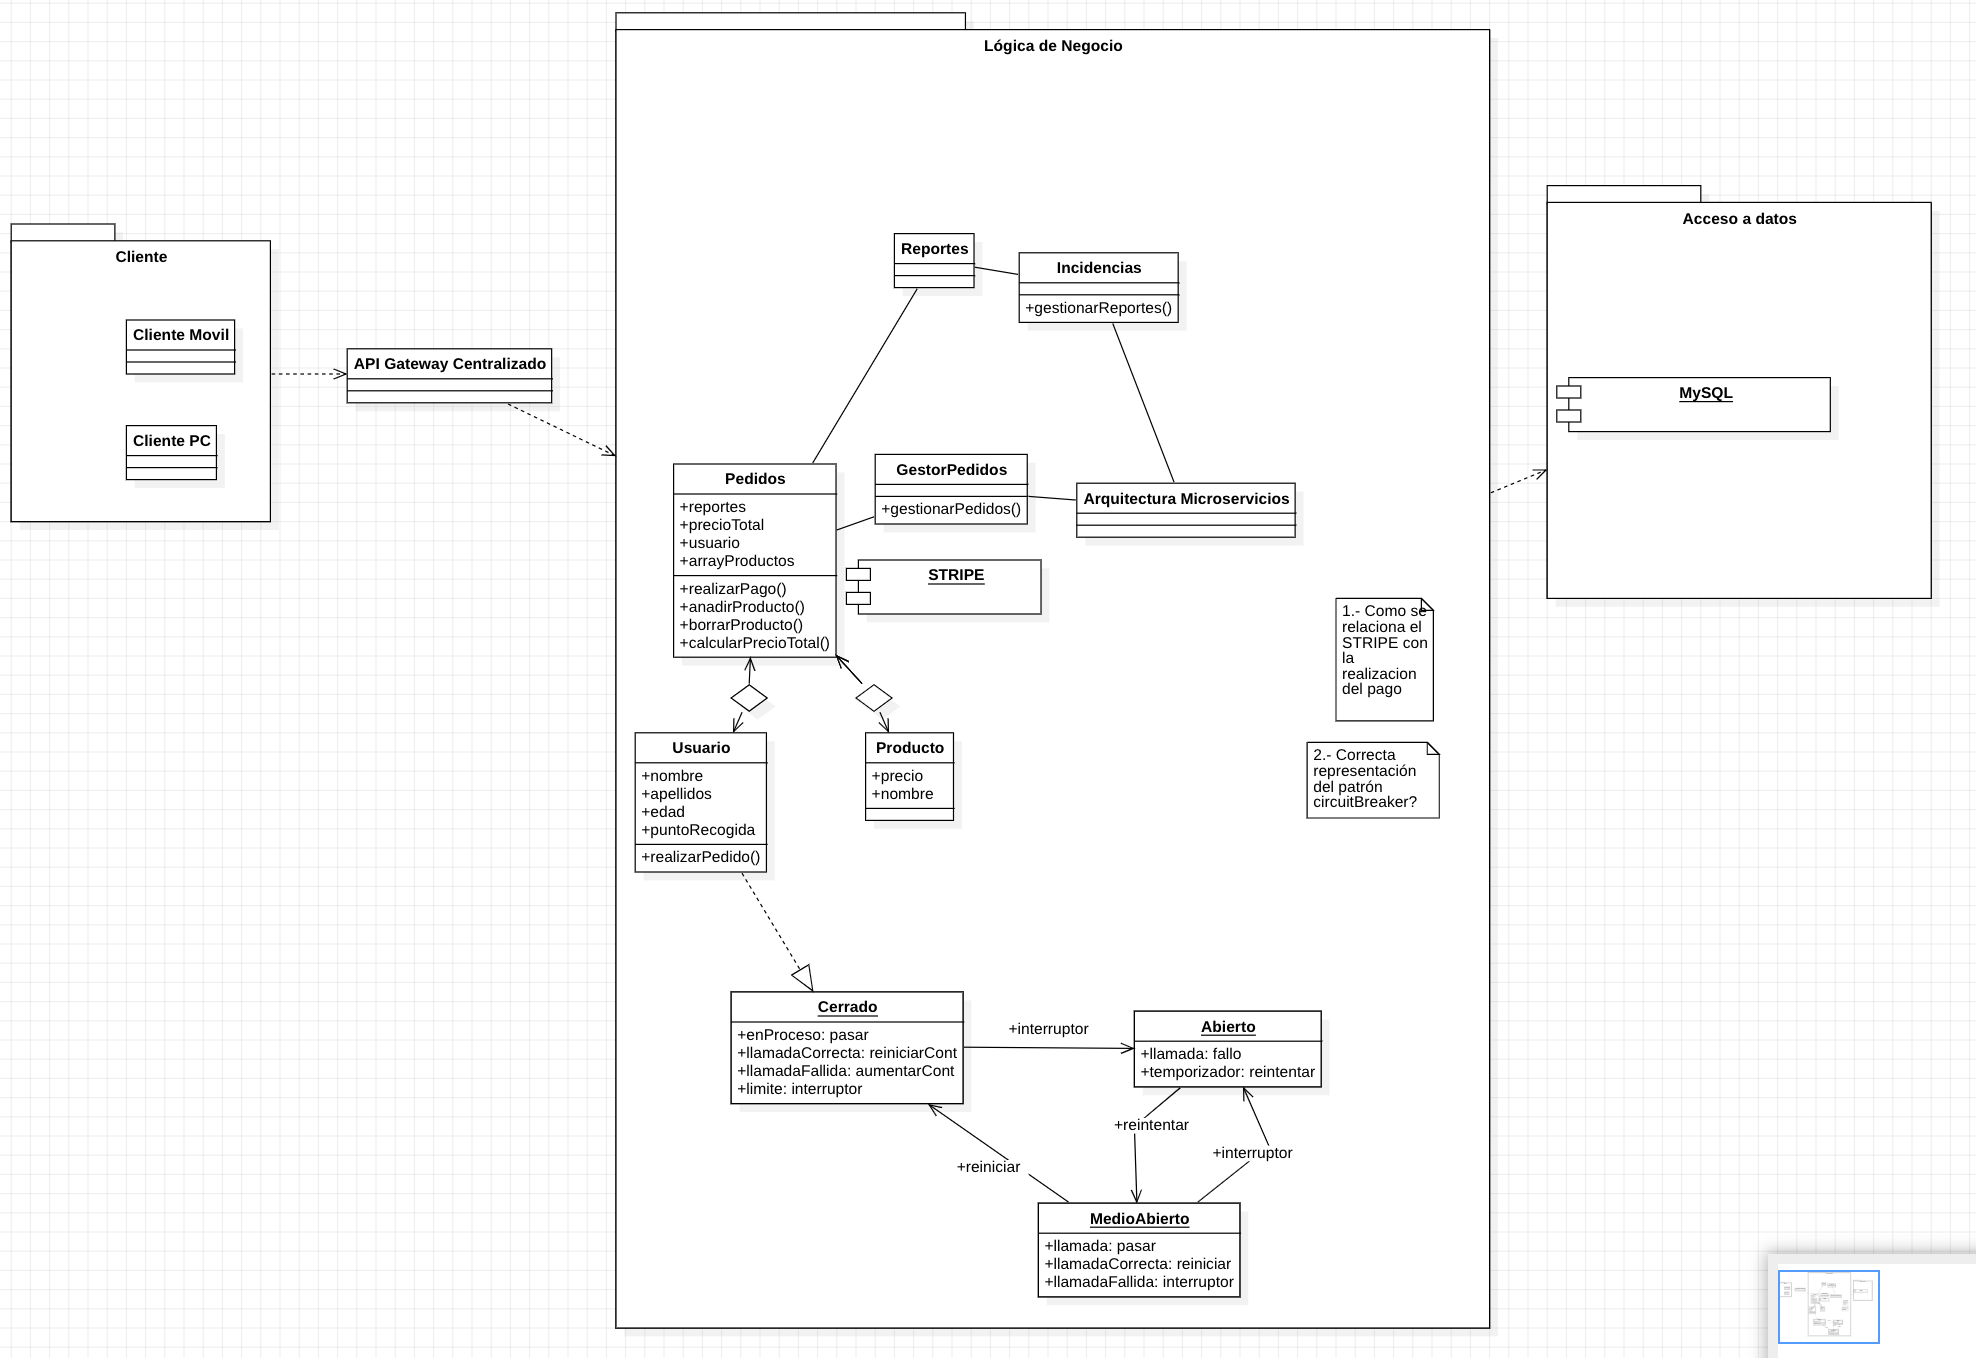 Lógica de Negocio
Cliente
Cliente Movil
Cliente PC
API Gateway Centralizado
Reportes
Incidencias
+gestionarReportes()
Pedidos
+reportes
+precioTotal
+usuario
+arrayProductos
+realizarPago()
+anadirProducto()
+borrarProducto()
+calcularPrecioTotal()
GestorPedidos
+gestionarPedidos()
Arquitectura Microservicios
STRIPE
Usuario
+nombre
+apellidos
+edad
+puntoRecogida
+realizarPedido()
Producto
+precio
+nombre
1.- Como se
relaciona el
STRIPE con
la
realizacion
del pago
2.- Correcta
representación
del patrón
circuitBreaker?
Cerrado
+enProceso: pasar
+llamadaCorrecta: reiniciarCont
+llamadaFallida: aumentarCont
+limite: interruptor
+interruptor
Abierto
+llamada: fallo
+temporizador: reintentar
+reintentar
+interruptor
+reiniciar
MedioAbierto
+llamada: pasar
+llamadaCorrecta: reiniciar
+llamadaFallida: interruptor
Acceso a datos
MySQL